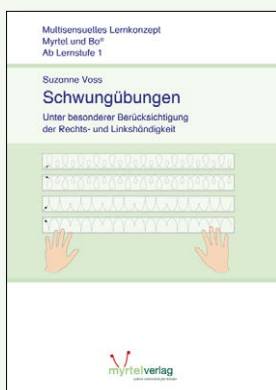 Multisensuelles Lernkonzept
Myrtel und Bo®
Ab Lernstufe 1
Suzanne Voss
Schwungübungen
Unter besonderer Berücksichtigung
der Rechts- und Linkshändigkeit
myrtelverlag